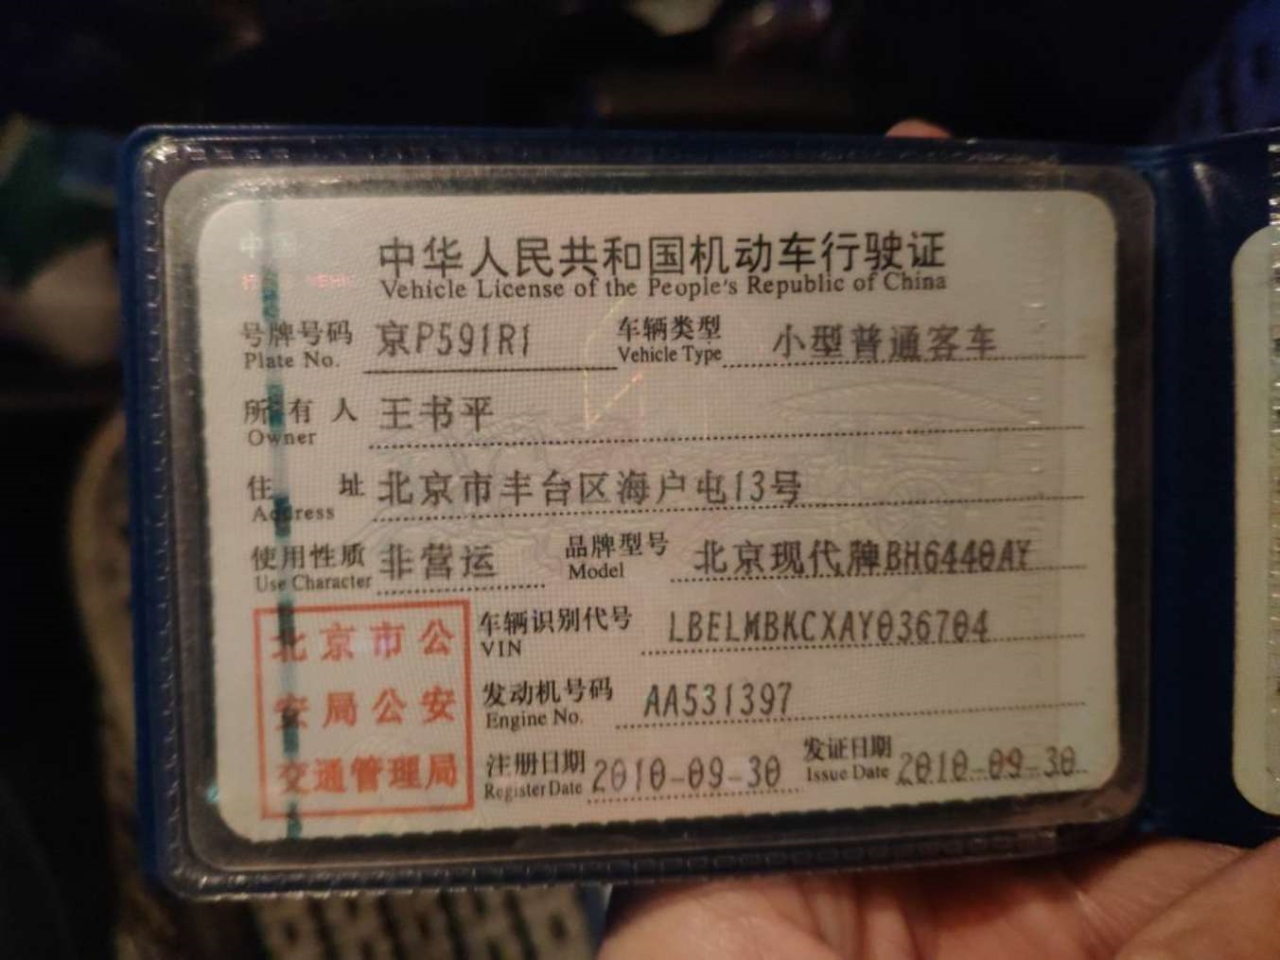 中华人民共和国机动车行驶证
Vehicle License of the People's Republic of China
号牌号码 京P591R1 车辆类型 小型普通客车
Plate No. Vehicle Type
所有人 王书平
Owner
住址 北京市丰台区海户屯13号
Address
使用性质 非营运 品牌型号 北京现代牌BH6440AY
Use Character Model
车辆识别代号 LBELMBKCXAY036704
VIN
发动机号码 AA531397
Engine No.
注册日期 2010-09-30 发证日期 2010-09-30
Register Date Issue Date
北京市公
安局公安
交通管理局